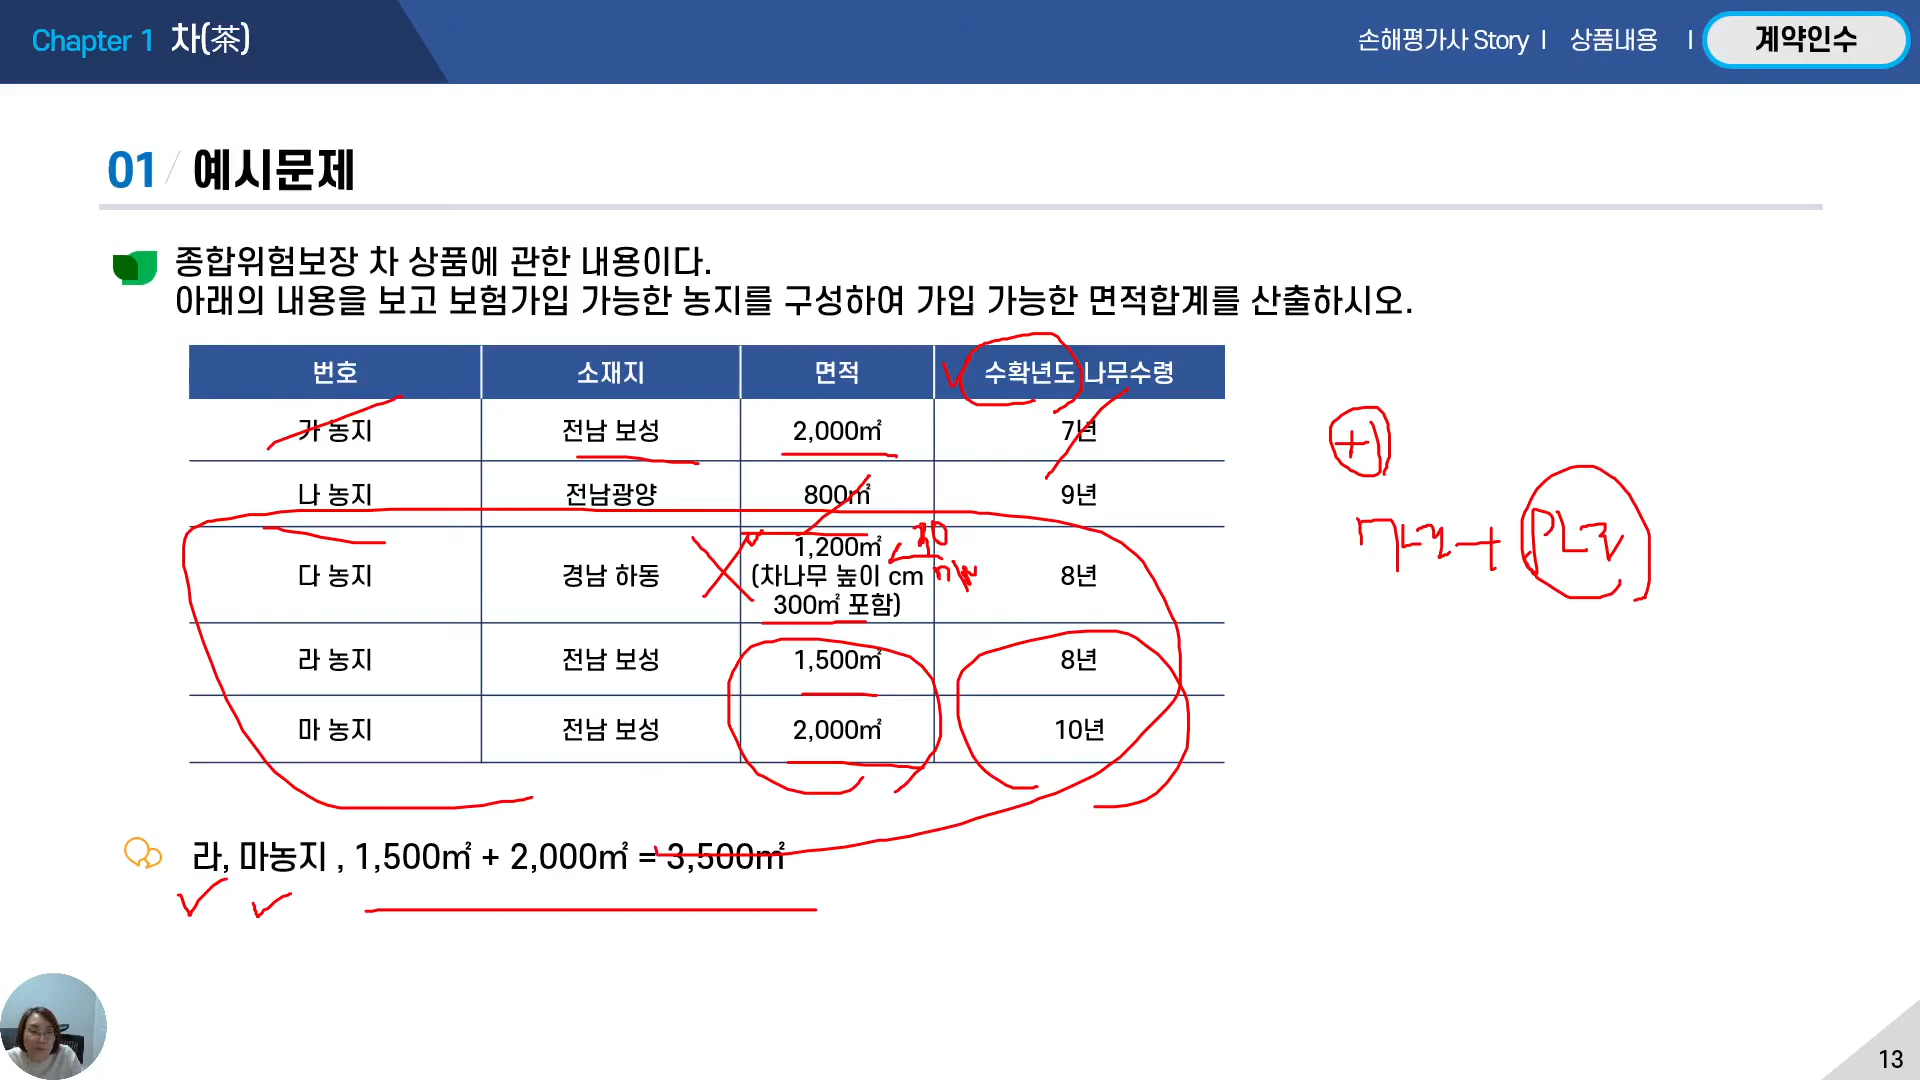 Chapter 1 차(茶)
손해평가사 Story ㅣ 상품내용 ㅣ 계약인수
01 / 예시문제
종합위험보장 차 상품에 관한 내용이다.
아래의 내용을 보고 보험가입 가능한 농지를 구성하여 가입 가능한 면적합계를 산출하시오.
번호 소재지 면적 수확년도 나무수령
가 농지 전남 보성 2,000㎡ 7년
나 농지 전남광양 800㎡ 9년
다 농지 경남 하동 1,200㎡ (차나무 높이 cm 300㎡ 포함) 8년
라 농지 전남 보성 1,500㎡ 8년
마 농지 전남 보성 2,000㎡ 10년
+1
라, 마농지 , 1,500㎡ + 2,000㎡ = 3,500㎡
13